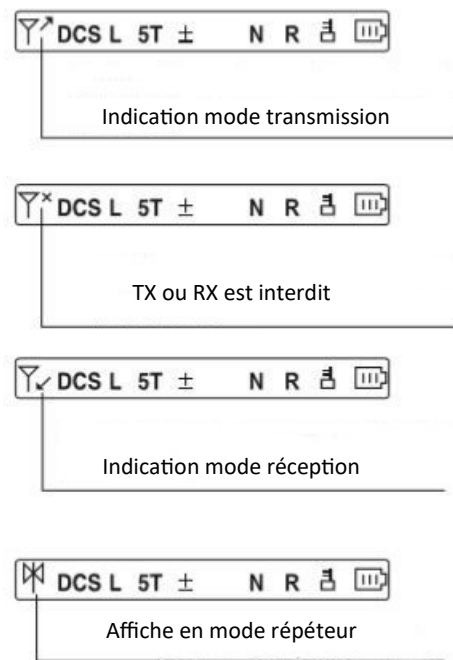 DCS L 5T ± N R
Indication mode transmission
DCS L 5T ± N R
TX ou RX est interdit
DCS L 5T ± N R
Indication mode réception
DCS L 5T ± N R
Affiche en mode répéteur